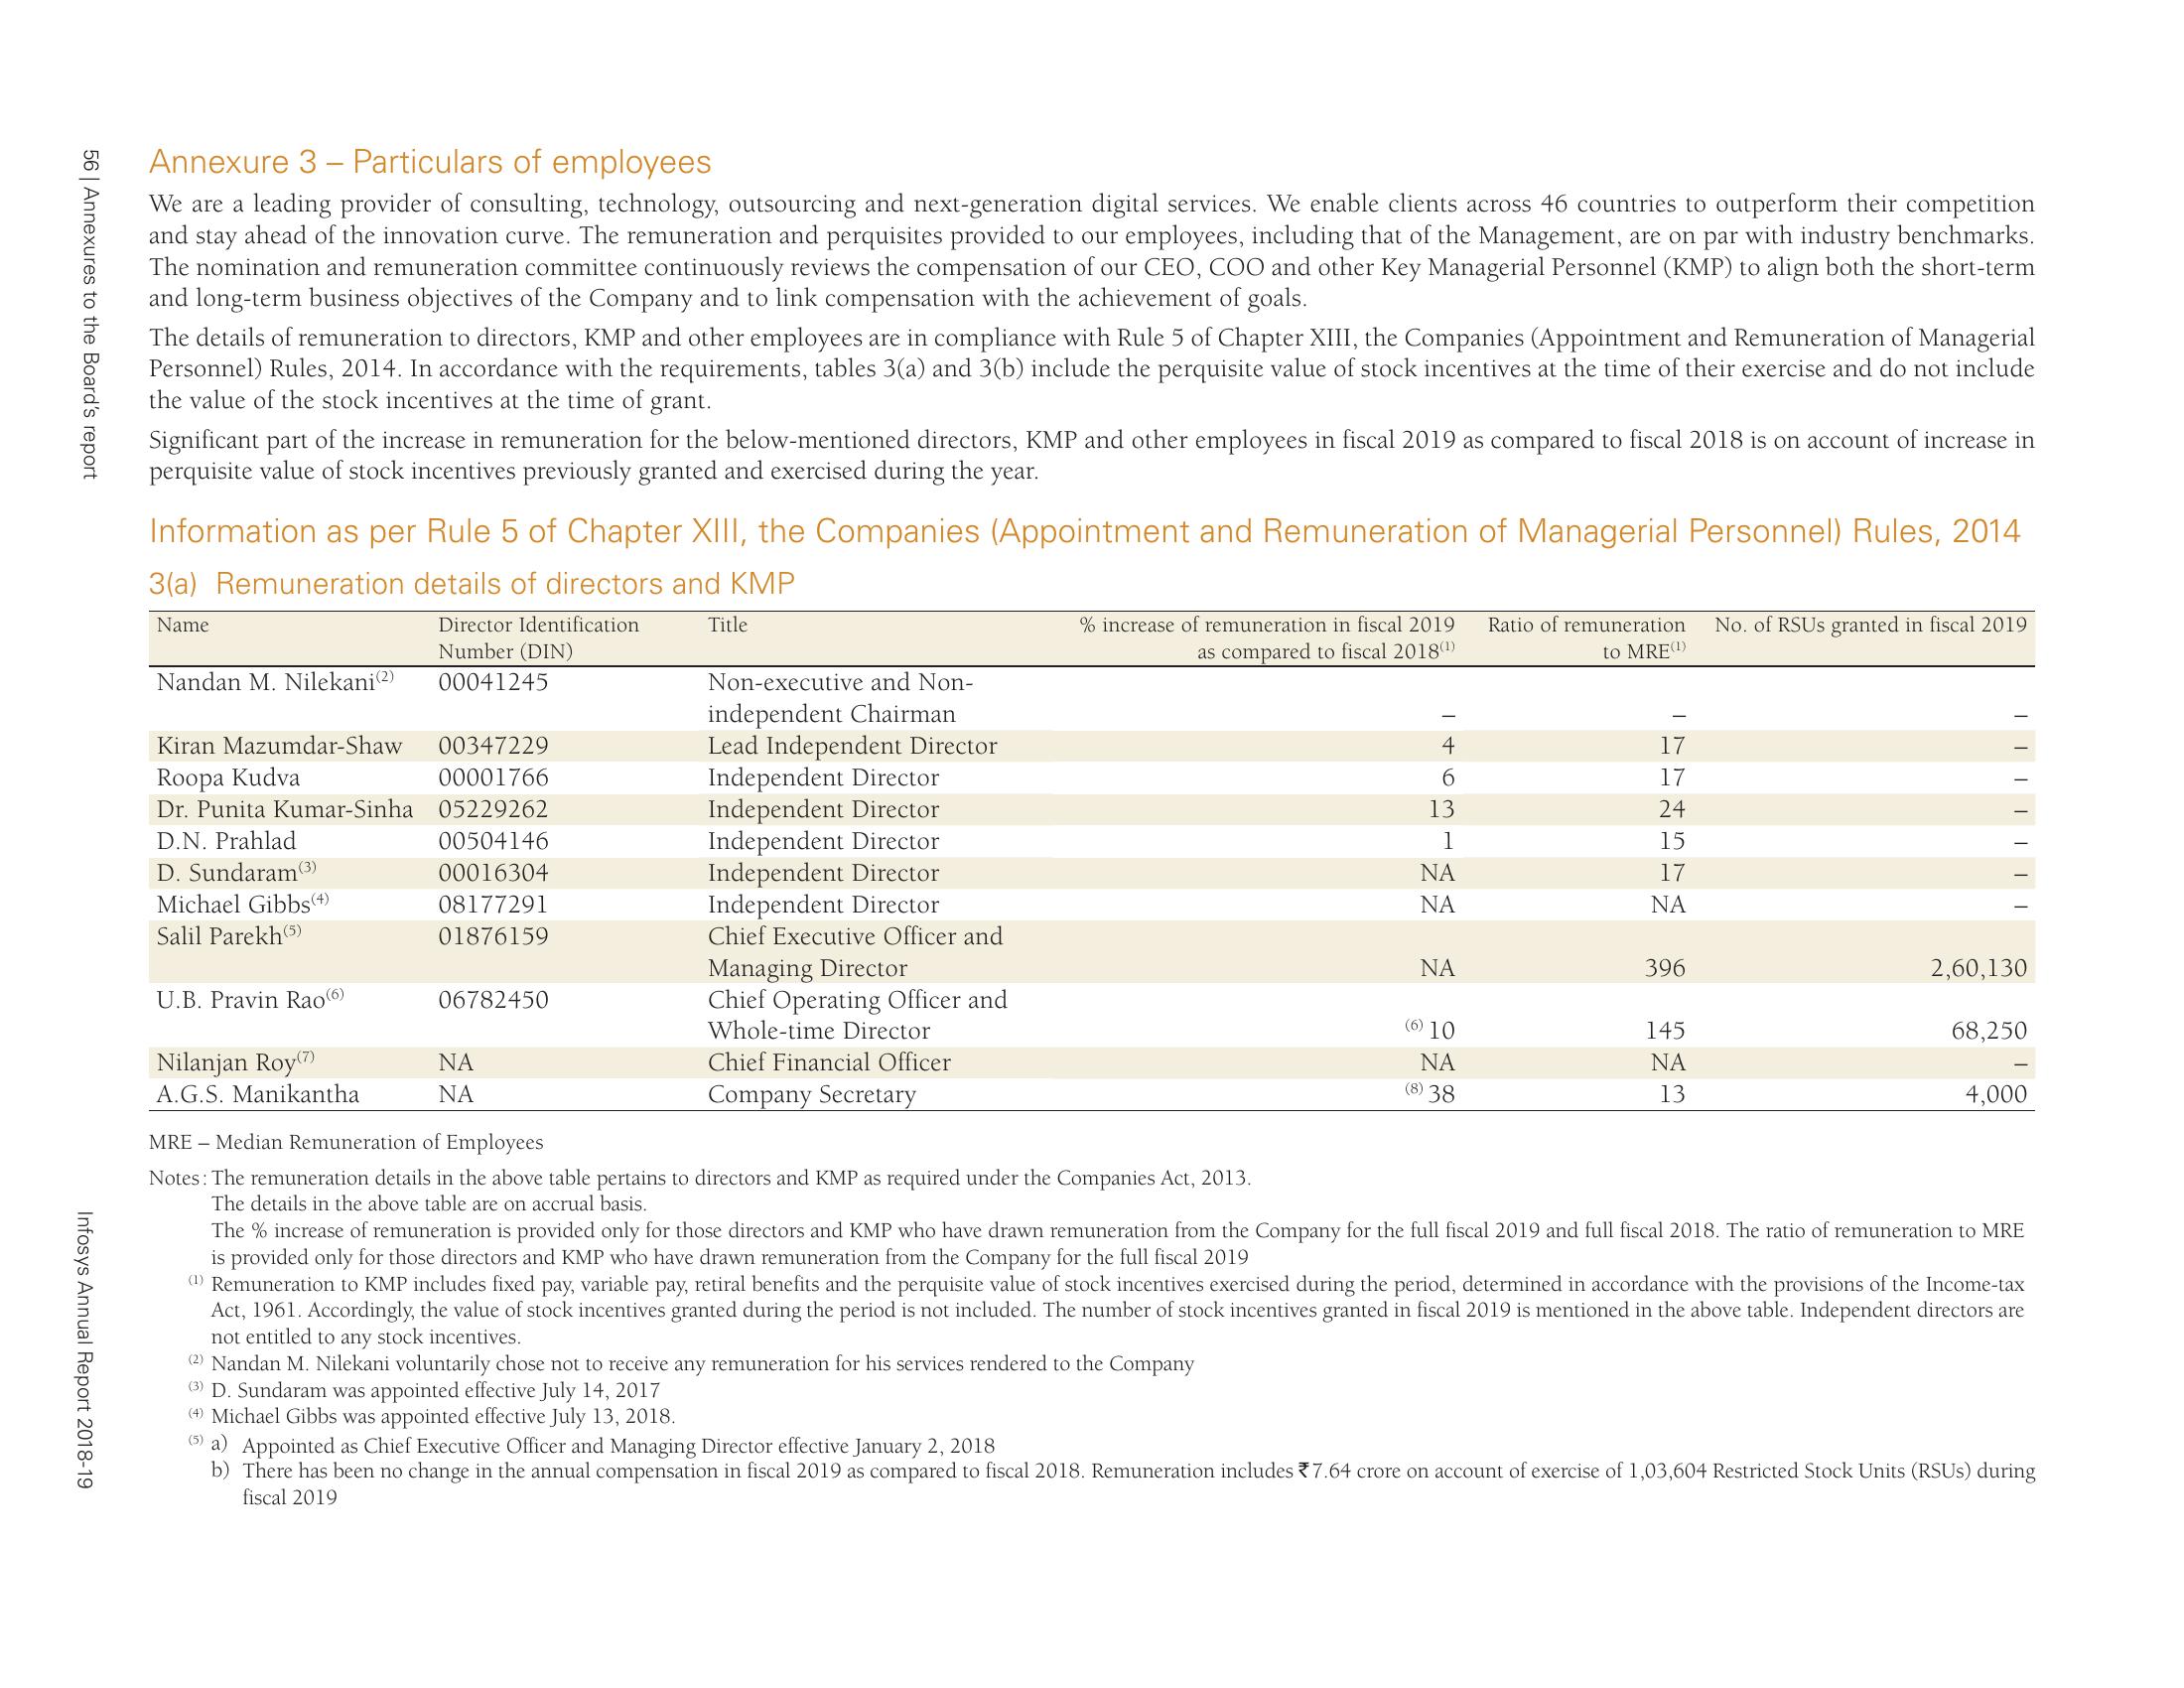 56 | Annexures to the Board's report
Infosys Annual Report 2018-19
Annexure 3 – Particulars of employees
We are a leading provider of consulting, technology, outsourcing and next-generation digital services. We enable clients across 46 countries to outperform their competition
and stay ahead of the innovation curve. The remuneration and perquisites provided to our employees, including that of the Management, are on par with industry benchmarks.
The nomination and remuneration committee continuously reviews the compensation of our CEO, COO and other Key Managerial Personnel (KMP) to align both the short-term
and long-term business objectives of the Company and to link compensation with the achievement of goals.
The details of remuneration to directors, KMP and other employees are in compliance with Rule 5 of Chapter XIII, the Companies (Appointment and Remuneration of Managerial
Personnel) Rules, 2014. In accordance with the requirements, tables 3(a) and 3(b) include the perquisite value of stock incentives at the time of their exercise and do not include
the value of the stock incentives at the time of grant.
Significant part of the increase in remuneration for the below-mentioned directors, KMP and other employees in fiscal 2019 as compared to fiscal 2018 is on account of increase in
perquisite value of stock incentives previously granted and exercised during the year.
Information as per Rule 5 of Chapter XIII, the Companies (Appointment and Remuneration of Managerial Personnel) Rules, 2014
3(a) Remuneration details of directors and KMP
Name Director Identification Title % increase of remuneration in fiscal 2019 Ratio of remuneration No. of RSUs granted in fiscal 2019
Number (DIN) as compared to fiscal 2018(1) to MRE(1)
Nandan M. Nilekani(2) 00041245 Non-executive and Non-
independent Chairman – – –
Kiran Mazumdar-Shaw 00347229 Lead Independent Director 4 17 –
Roopa Kudva 00001766 Independent Director 6 17 –
Dr. Punita Kumar-Sinha 05229262 Independent Director 13 24 –
D.N. Prahlad 00504146 Independent Director 1 15 –
D. Sundaram(3) 00016304 Independent Director NA 17 –
Michael Gibbs(4) 08177291 Independent Director NA NA –
Salil Parekh(5) 01876159 Chief Executive Officer and
Managing Director NA 396 2,60,130
U.B. Pravin Rao(6) 06782450 Chief Operating Officer and
Whole-time Director (6) 10 145 68,250
Nilanjan Roy(7) NA Chief Financial Officer NA NA –
A.G.S. Manikantha NA Company Secretary (8) 38 13 4,000
MRE – Median Remuneration of Employees
Notes: The remuneration details in the above table pertains to directors and KMP as required under the Companies Act, 2013.
The details in the above table are on accrual basis.
The % increase of remuneration is provided only for those directors and KMP who have drawn remuneration from the Company for the full fiscal 2019 and full fiscal 2018. The ratio of remuneration to MRE
is provided only for those directors and KMP who have drawn remuneration from the Company for the full fiscal 2019
(1) Remuneration to KMP includes fixed pay, variable pay, retiral benefits and the perquisite value of stock incentives exercised during the period, determined in accordance with the provisions of the Income-tax
Act, 1961. Accordingly, the value of stock incentives granted during the period is not included. The number of stock incentives granted in fiscal 2019 is mentioned in the above table. Independent directors are
not entitled to any stock incentives.
(2) Nandan M. Nilekani voluntarily chose not to receive any remuneration for his services rendered to the Company
(3) D. Sundaram was appointed effective July 14, 2017
(4) Michael Gibbs was appointed effective July 13, 2018.
(5) a) Appointed as Chief Executive Officer and Managing Director effective January 2, 2018
b) There has been no change in the annual compensation in fiscal 2019 as compared to fiscal 2018. Remuneration includes ₹7.64 crore on account of exercise of 1,03,604 Restricted Stock Units (RSUs) during
fiscal 2019